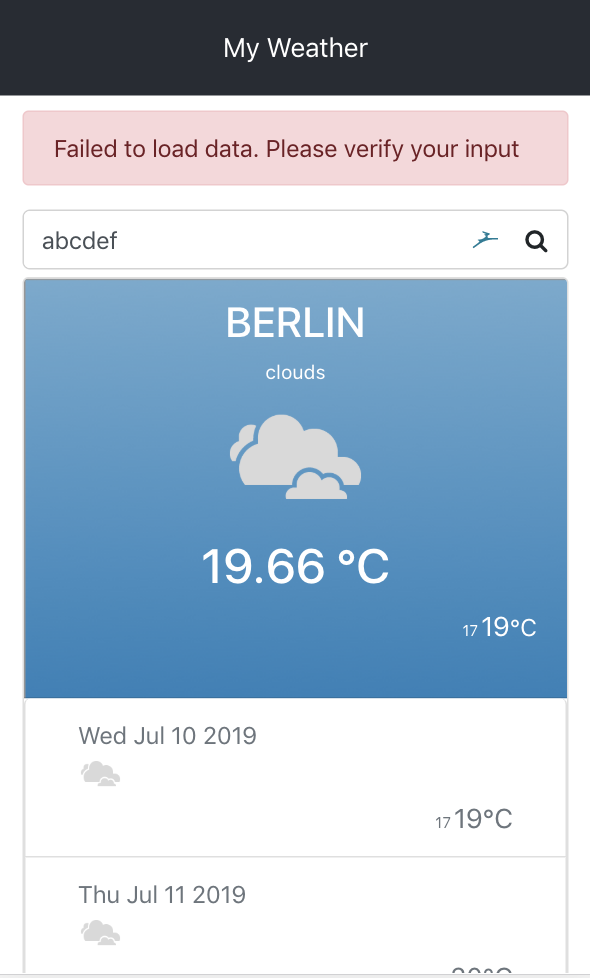 My Weather
Failed to load data. Please verify your input
abcdef
BERLIN
clouds
19.66 °C
17 19°C
Wed Jul 10 2019
17 19°C
Thu Jul 11 2019